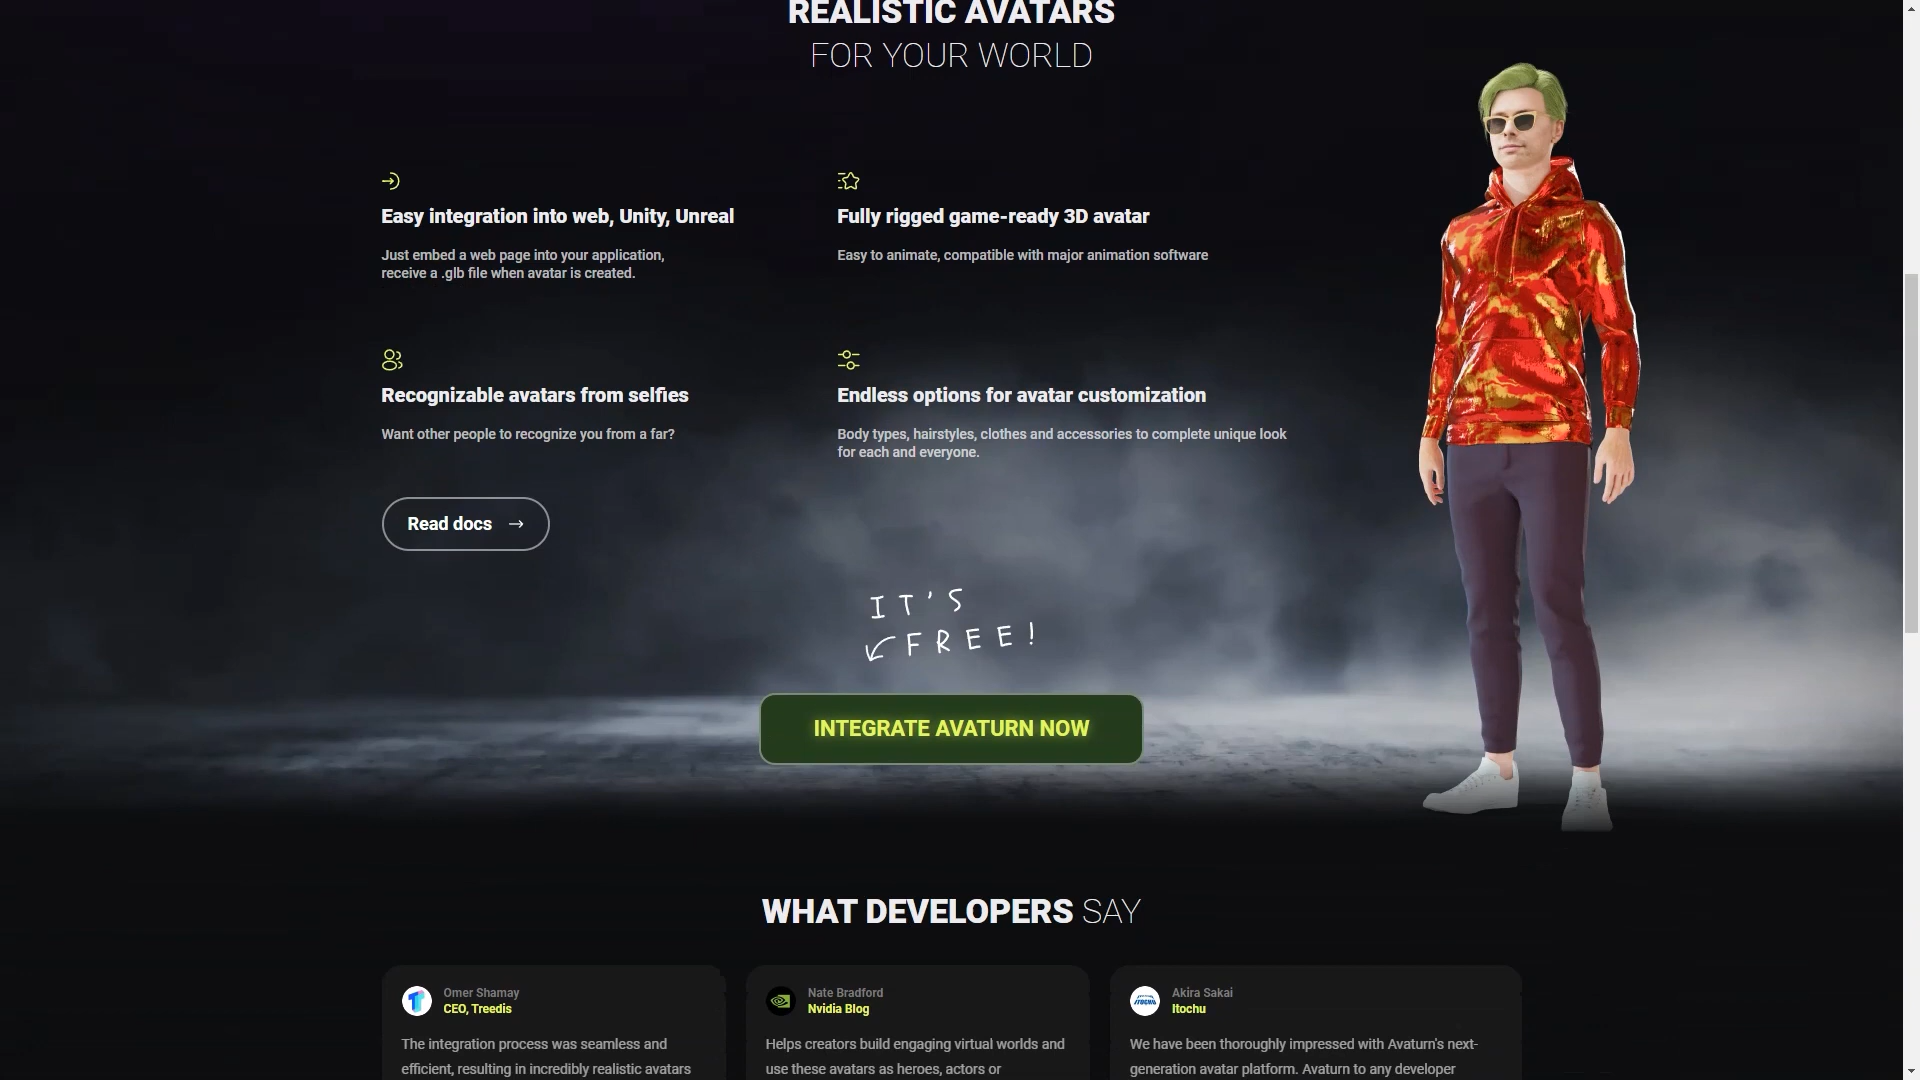 REALISTIC AVATARS
FOR YOUR WORLD
Easy integration into web, Unity, Unreal
Just embed a web page into your application,
receive a .glb file when avatar is created.
Fully rigged game-ready 3D avatar
Easy to animate, compatible with major animation software
Recognizable avatars from selfies
Want other people to recognize you from a far?
Endless options for avatar customization
Body types, hairstyles, clothes and accessories to complete unique look
for each and everyone.
Read docs →
IT'S
FREE!
INTEGRATE AVATURN NOW
WHAT DEVELOPERS SAY
Omer Shamay
CEO, Treedis
The integration process was seamless and
efficient, resulting in incredibly realistic avatars
Nate Bradford
Nvidia Blog
Helps creators build engaging virtual worlds and
use these avatars as heroes, actors or
ITOCHU
Akira Sakai
Itochu
We have been thoroughly impressed with Avaturn's next-
generation avatar platform. Avaturn to any developer